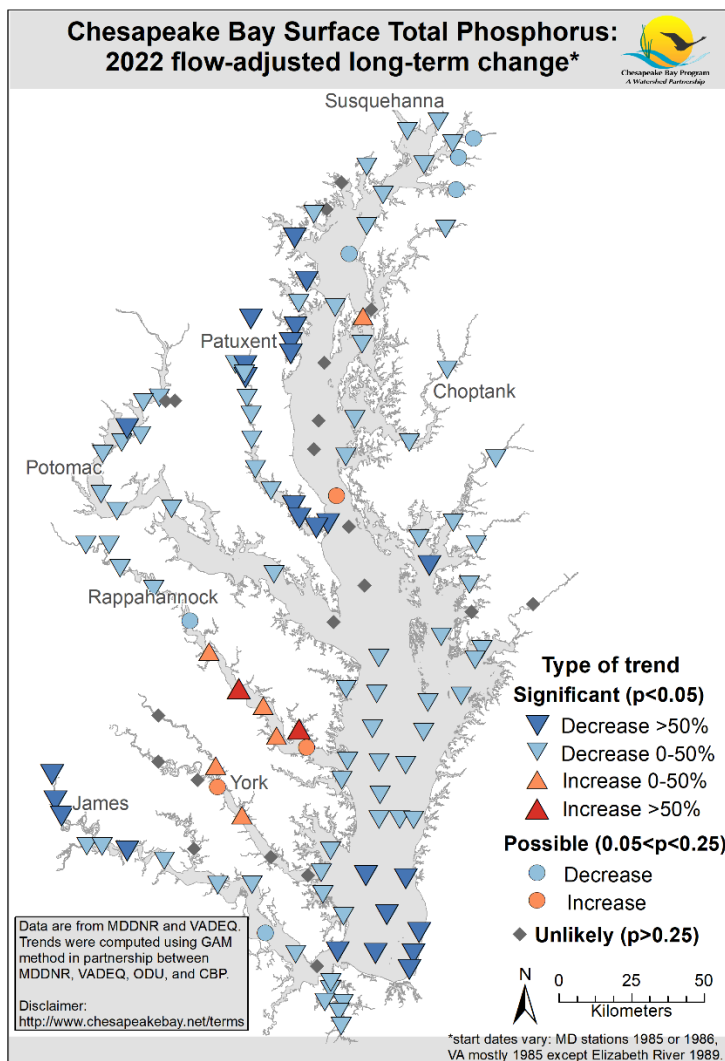 Chesapeake Bay Surface Total Phosphorus:
2022 flow-adjusted long-term change*
Chesapeake Bay Program
A Watershed Partnership
Susquehanna
Patuxent
Choptank
Potomac
Rappahannock
York
James
Type of trend
Significant (p<0.05)
Decrease >50%
Decrease 0-50%
Increase 0-50%
Increase >50%
Possible (0.05<p<0.25)
Decrease
Increase
Unlikely (p>0.25)
Data are from MDDNR and VADEQ.
Trends were computed using GAM
method in partnership between
MDDNR, VADEQ, ODU, and CBP.
Disclaimer:
http://www.chesapeakebay.net/terms
N
0 25 50
Kilometers
*start dates vary: MD stations 1985 or 1986,
VA mostly 1985 except Elizabeth River 1989